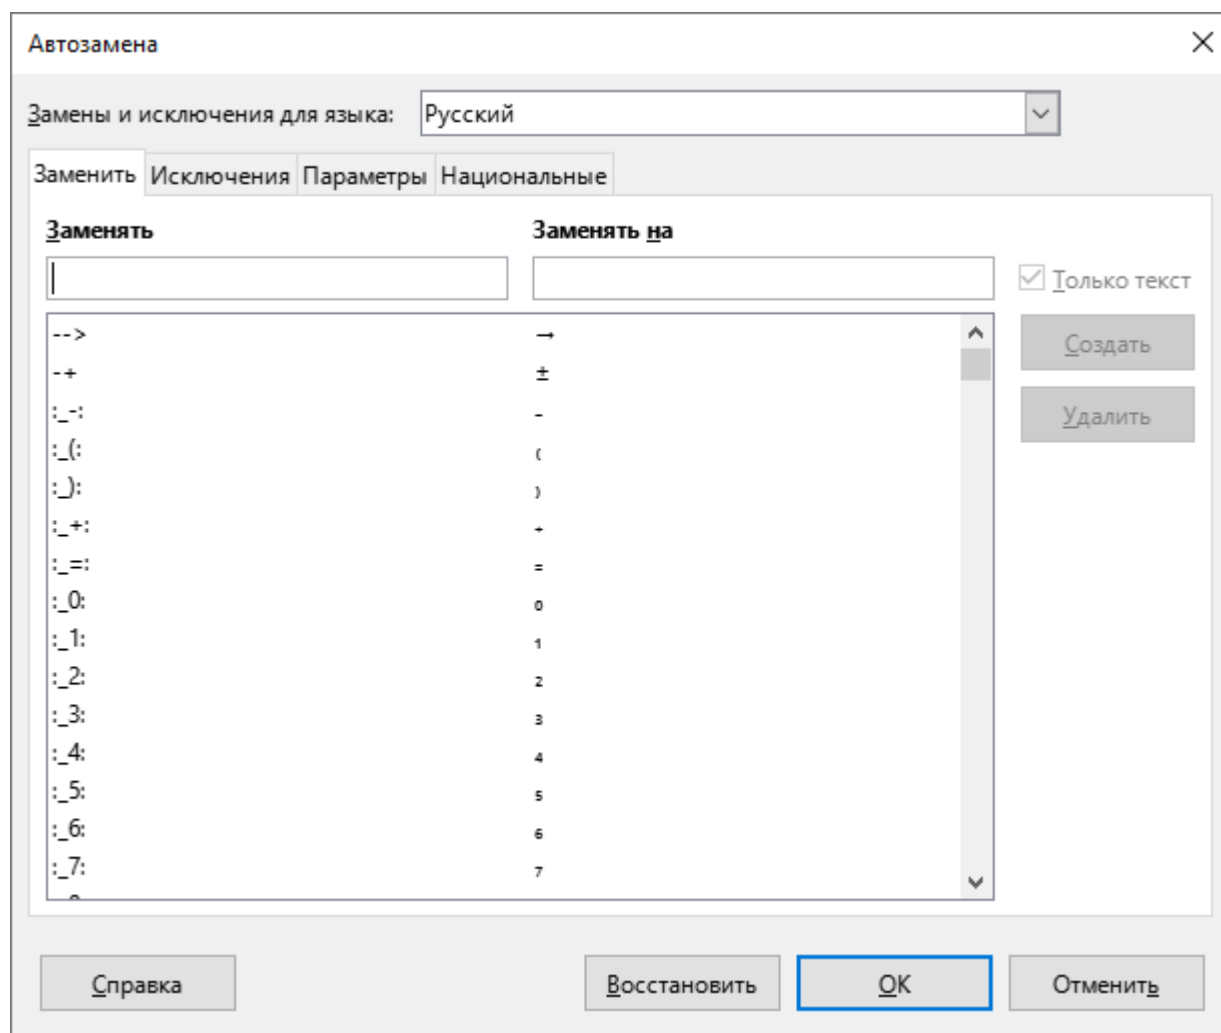 Автозамена
Замены и исключения для языка: Русский
Заменить Исключения Параметры Национальные
Заменять Заменять на
Только текст
--> →
Создать
-+ ±
:_-: ₋
Удалить
:_(: ₍
:_): ₎
:_+: ₊
:_=: ₌
:_0: ₀
:_1: ₁
:_2: ₂
:_3: ₃
:_4: ₄
:_5: ₅
:_6: ₆
:_7: ₇
Справка Восстановить OK Отменить